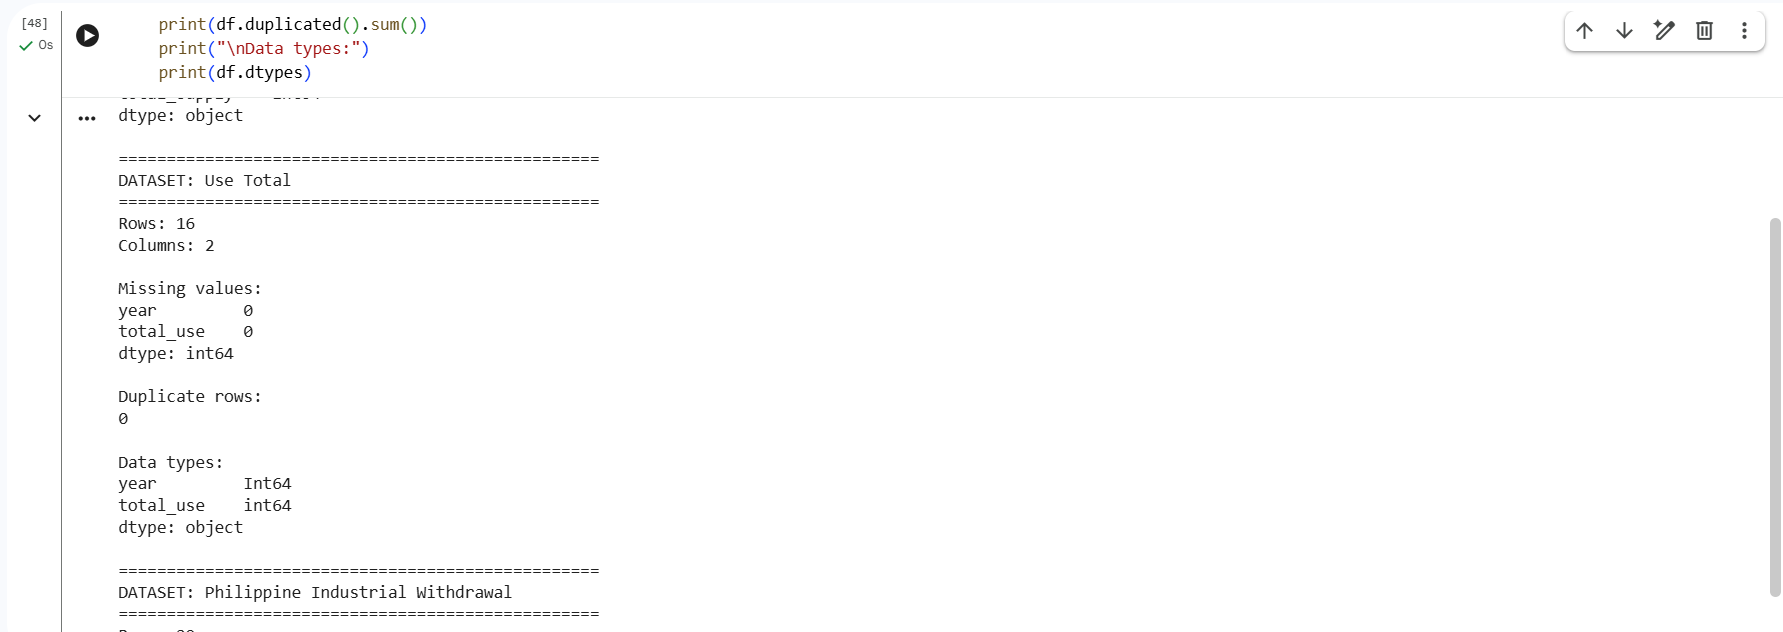 [48]
0s
print(df.duplicated().sum())
print("\nData types:")
print(df.dtypes)
dtype: object
==================================================
DATASET: Use Total
==================================================
Rows: 16
Columns: 2
Missing values:
year         0
total_use    0
dtype: int64
Duplicate rows:
0
Data types:
year         Int64
total_use    int64
dtype: object
==================================================
DATASET: Philippine Industrial Withdrawal
==================================================